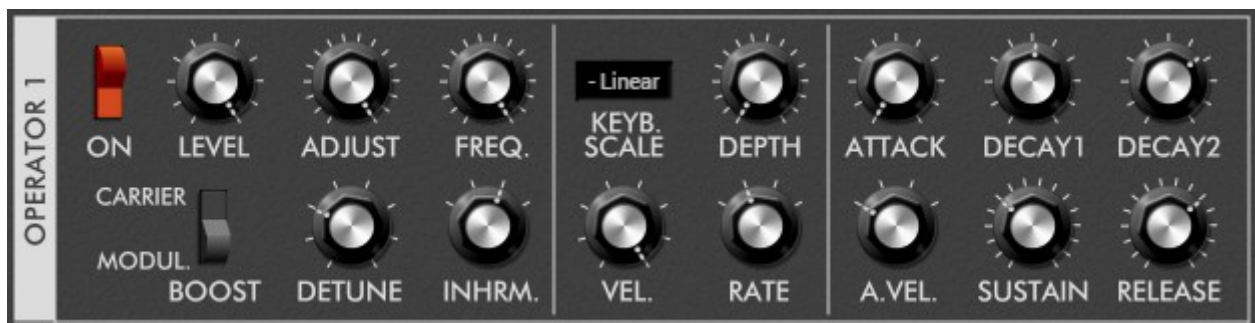 OPERATOR 1
ON LEVEL ADJUST FREQ.
- Linear
KEYB.
SCALE
DEPTH
ATTACK DECAY1 DECAY2
CARRIER
MODUL.
BOOST DETUNE INHRM.
VEL. RATE
A.VEL. SUSTAIN RELEASE